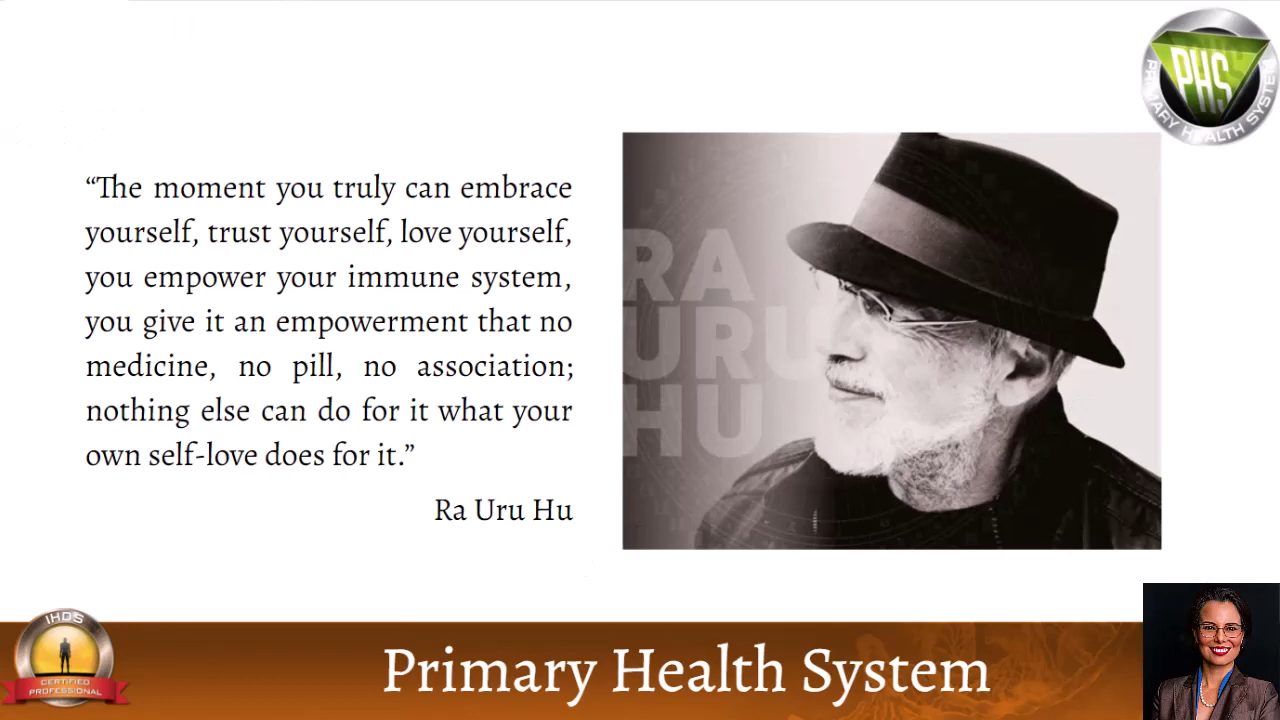 PHS
PRIMARY HEALTH SYSTEM
“The moment you truly can embrace
yourself, trust yourself, love yourself,
you empower your immune system,
you give it an empowerment that no
medicine, no pill, no association;
nothing else can do for it what your
own self-love does for it.”
Ra Uru Hu
RA
URU
HU
IHDS
CERTIFIED
PROFESSIONAL
Primary Health System